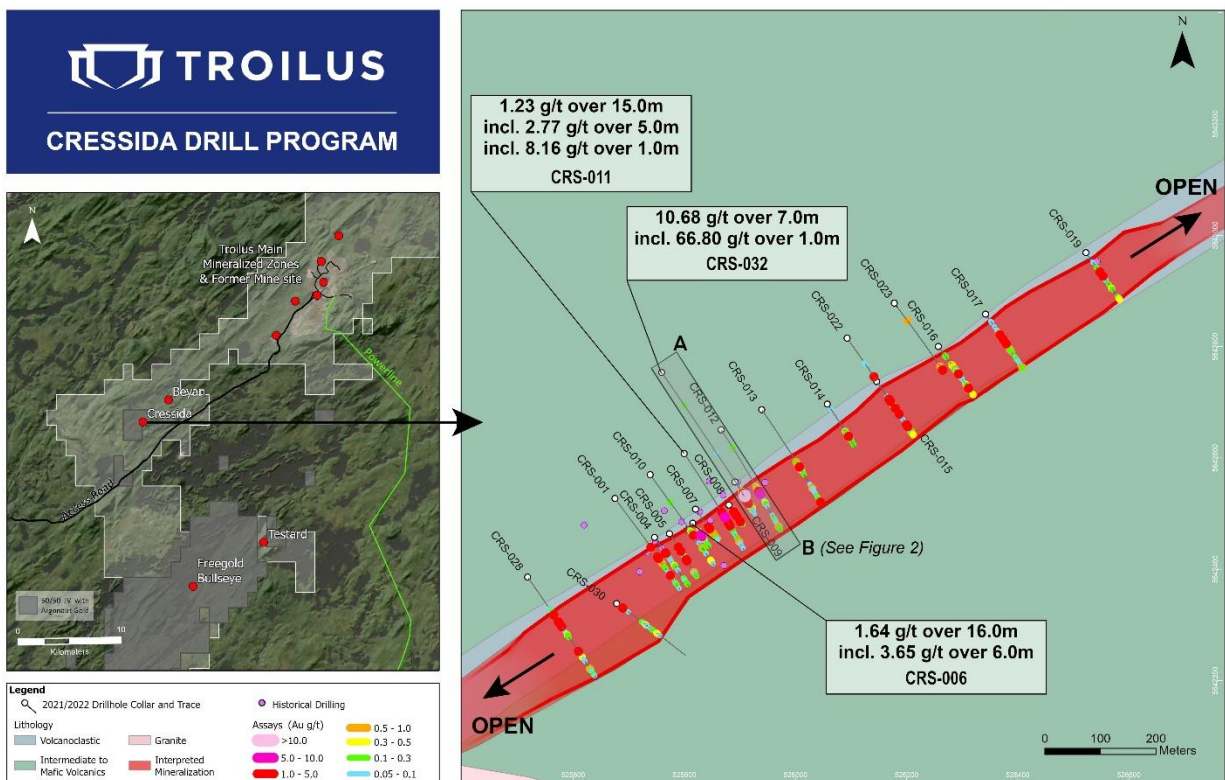 TROILUS
CRESSIDA DRILL PROGRAM
N
Troilus Main
Mineralized Zones
& Former Mine site
Powerline
Beyan
Cressida
Access Road
Testard
Freegold
Bullseye
50/50 JV with
Argonaut Gold
0 10
Kilometers
Legend
2021/2022 Drillhole Collar and Trace
Historical Drilling
Lithology
Volcanoclastic
Granite
Intermediate to
Mafic Volcanics
Interpreted
Mineralization
Assays (Au g/t)
>10.0
5.0 - 10.0
1.0 - 5.0
0.5 - 1.0
0.3 - 0.5
0.1 - 0.3
0.05 - 0.1
N
1.23 g/t over 15.0m
incl. 2.77 g/t over 5.0m
incl. 8.16 g/t over 1.0m
CRS-011
10.68 g/t over 7.0m
incl. 66.80 g/t over 1.0m
CRS-032
OPEN
CRS-019
CRS-017
CRS-023
CRS-016
CRS-022
CRS-015
CRS-014
CRS-013
A
CRS-012
CRS-010
CRS-008
CRS-007
CRS-001
CRS-005
CRS-004
CRS-009
B (See Figure 2)
CRS-028
CRS-030
1.64 g/t over 16.0m
incl. 3.65 g/t over 6.0m
CRS-006
OPEN
0 100 200
Meters
5842400
5842200